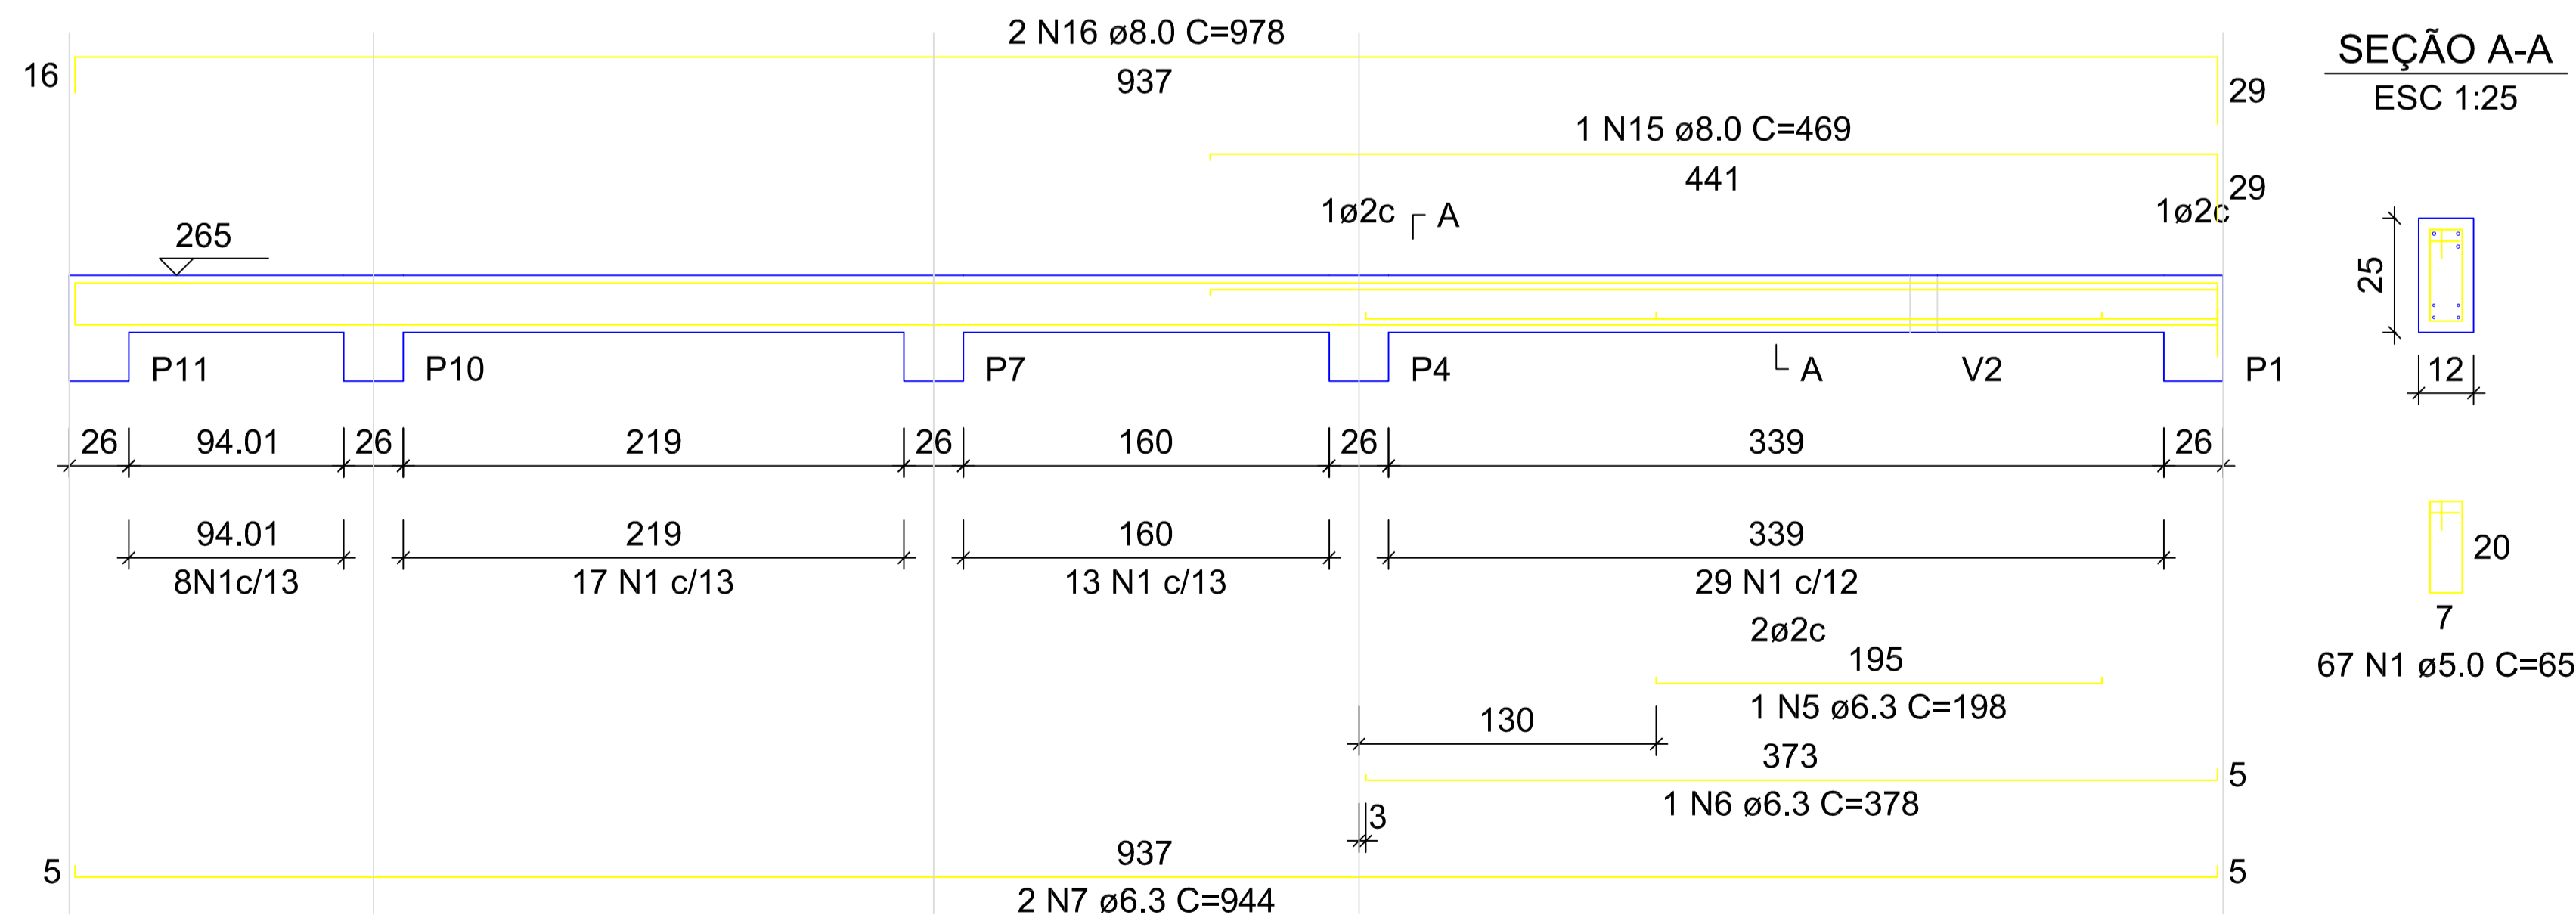 2 N16 ø8.0 C=978
SEÇÃO A-A
16
937
29
ESC 1:25
1 N15 ø8.0 C=469
441
29
1ø2c
A
1ø2c
265
25
P11
P10
P7
P4
A
V2
P1
12
26
94.01
26
219
26
160
26
339
26
94.01
219
160
339
20
8N1c/13
17 N1 c/13
13 N1 c/13
29 N1 c/12
7
2ø2c
195
67 N1 ø5.0 C=65
1 N5 ø6.3 C=198
130
373
5
1 N6 ø6.3 C=378
3
937
5
5
2 N7 ø6.3 C=944